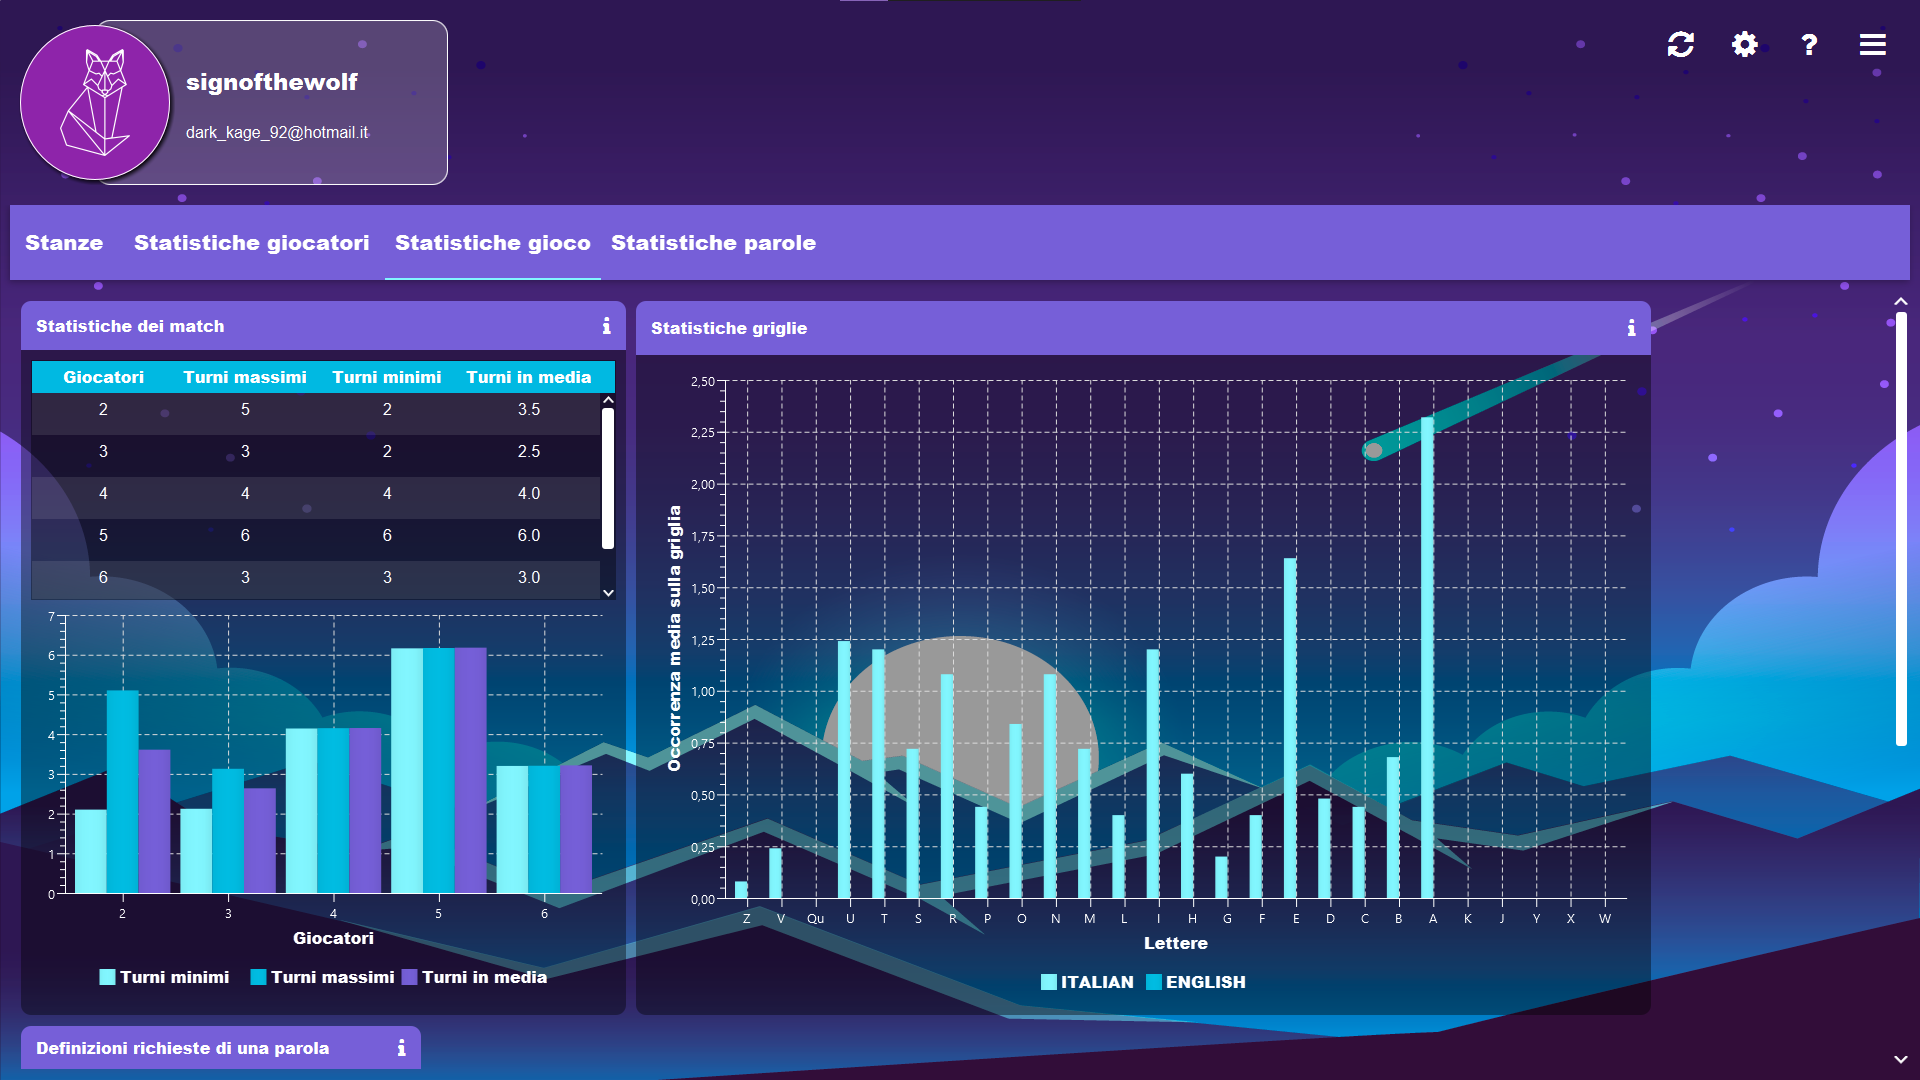 signofthewolf
dark_kage_92@hotmail.it
?
Stanze Statistiche giocatori Statistiche gioco Statistiche parole
Statistiche dei match
Giocatori Turni massimi Turni minimi Turni in media
2 5 2 3.5
3 3 2 2.5
4 4 4 4.0
5 6 6 6.0
6 3 3 3.0
7
6
5
4
3
2
1
0
2 3 4 5 6
Giocatori
Turni minimi Turni massimi Turni in media
Statistiche griglie
Occorrenza media sulla griglia
2,50
2,25
2,00
1,75
1,50
1,25
1,00
0,75
0,50
0,25
0,00
Z V Qu U T S R P O N M L I H G F E D C B A K J Y X W
Lettere
ITALIAN ENGLISH
Definizioni richieste di una parola